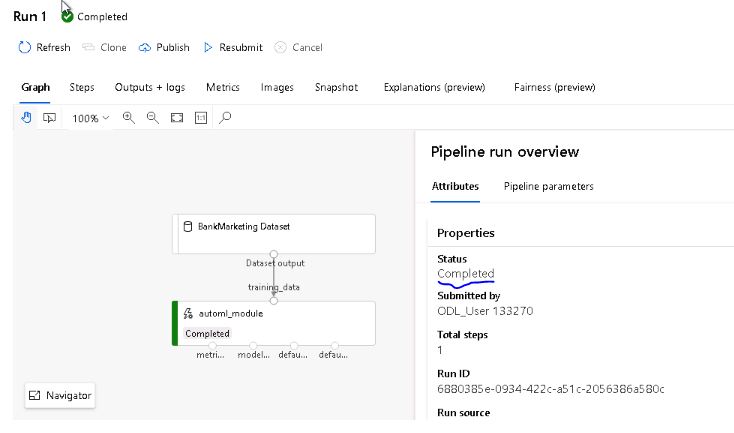 Run 1 Completed
Refresh Clone Publish Resubmit Cancel
Graph Steps Outputs + logs Metrics Images Snapshot Explanations (preview) Fairness (preview)
100% 1:1
Pipeline run overview
Attributes Pipeline parameters
BankMarketing Dataset
Dataset output
training_data
automl_module
Completed
metri... model... defau... defau...
Navigator
Properties
Status
Completed
Submitted by
ODL_User 133270
Total steps
1
Run ID
6880385e-0934-422c-a51c-2056386a580c
Run source